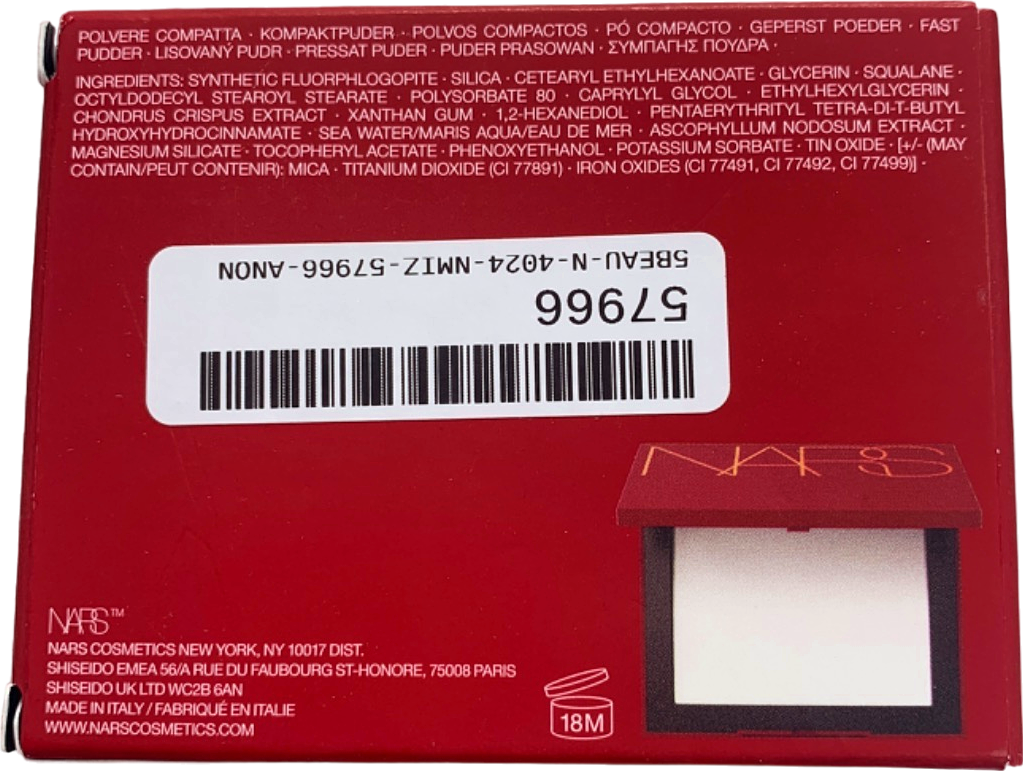 POLVERE COMPATTA · KOMPAKTPUDER · POLVOS COMPACTOS · PÓ COMPACTO · GEPERST POEDER · FAST
PUDDER · LISOVANÝ PUDR · PRESSAT PUDER · PUDER PRASOWAN · ΣΥΜΠΑΓΗΣ ΠΟΥΔΡΑ ·
INGREDIENTS: SYNTHETIC FLUORPHLOGOPITE · SILICA · CETEARYL ETHYLHEXANOATE · GLYCERIN · SQUALANE ·
OCTYLDODECYL STEAROYL STEARATE · POLYSORBATE 80 · CAPRYLYL GLYCOL · ETHYLHEXYLGLYCERIN ·
CHONDRUS CRISPUS EXTRACT · XANTHAN GUM · 1,2-HEXANEDIOL · PENTAERYTHRITYL TETRA-DI-T-BUTYL
HYDROXYHYDROCINNAMATE · SEA WATER/MARIS AQUA/EAU DE MER · ASCOPHYLLUM NODOSUM EXTRACT ·
MAGNESIUM SILICATE · TOCOPHERYL ACETATE · PHENOXYETHANOL · POTASSIUM SORBATE · TIN OXIDE · [+/- (MAY
CONTAIN/PEUT CONTENIR): MICA · TITANIUM DIOXIDE (CI 77891) · IRON OXIDES (CI 77491, CI 77492, CI 77499)] ·
5BEAU-N-4024-NMIZ-57966-ANON
57966
NARS
NARS™
NARS COSMETICS NEW YORK, NY 10017 DIST.
SHISEIDO EMEA 56/A RUE DU FAUBOURG ST-HONORE, 75008 PARIS
SHISEIDO UK LTD WC2B 6AN
MADE IN ITALY / FABRIQUÉ EN ITALIE
WWW.NARSCOSMETICS.COM
18M